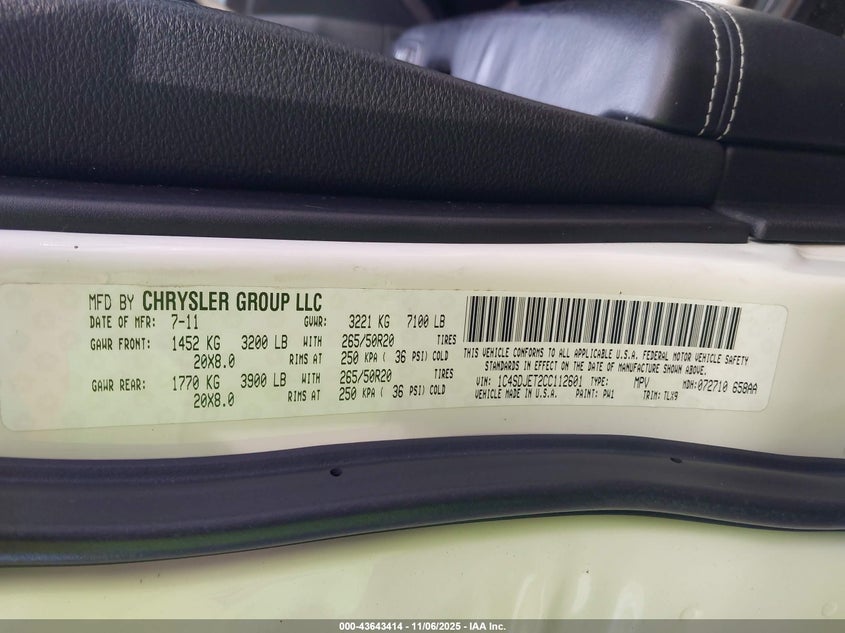 MFD BY CHRYSLER GROUP LLC
DATE OF MFR: 7-11 GVWR: 3221 KG 7100 LB
GAWR FRONT: 1452 KG 3200 LB WITH 265/50R20 TIRES
20X8.0 RIMS AT 250 KPA ( 36 PSI) COLD
GAWR REAR: 1770 KG 3900 LB WITH 265/50R20 TIRES
20X8.0 RIMS AT 250 KPA ( 36 PSI) COLD
THIS VEHICLE CONFORMS TO ALL APPLICABLE U.S.A. FEDERAL MOTOR VEHICLE SAFETY
STANDARDS IN EFFECT ON THE DATE OF MANUFACTURE SHOWN ABOVE.
VIN: 1C4SDJET2CC112601 TYPE: MPV MDH: 072710 658AA
VEHICLE MADE IN U.S.A. PAINT: PW1 TRIM: TLX9
000-43643414 - 11/06/2025 - IAA Inc.